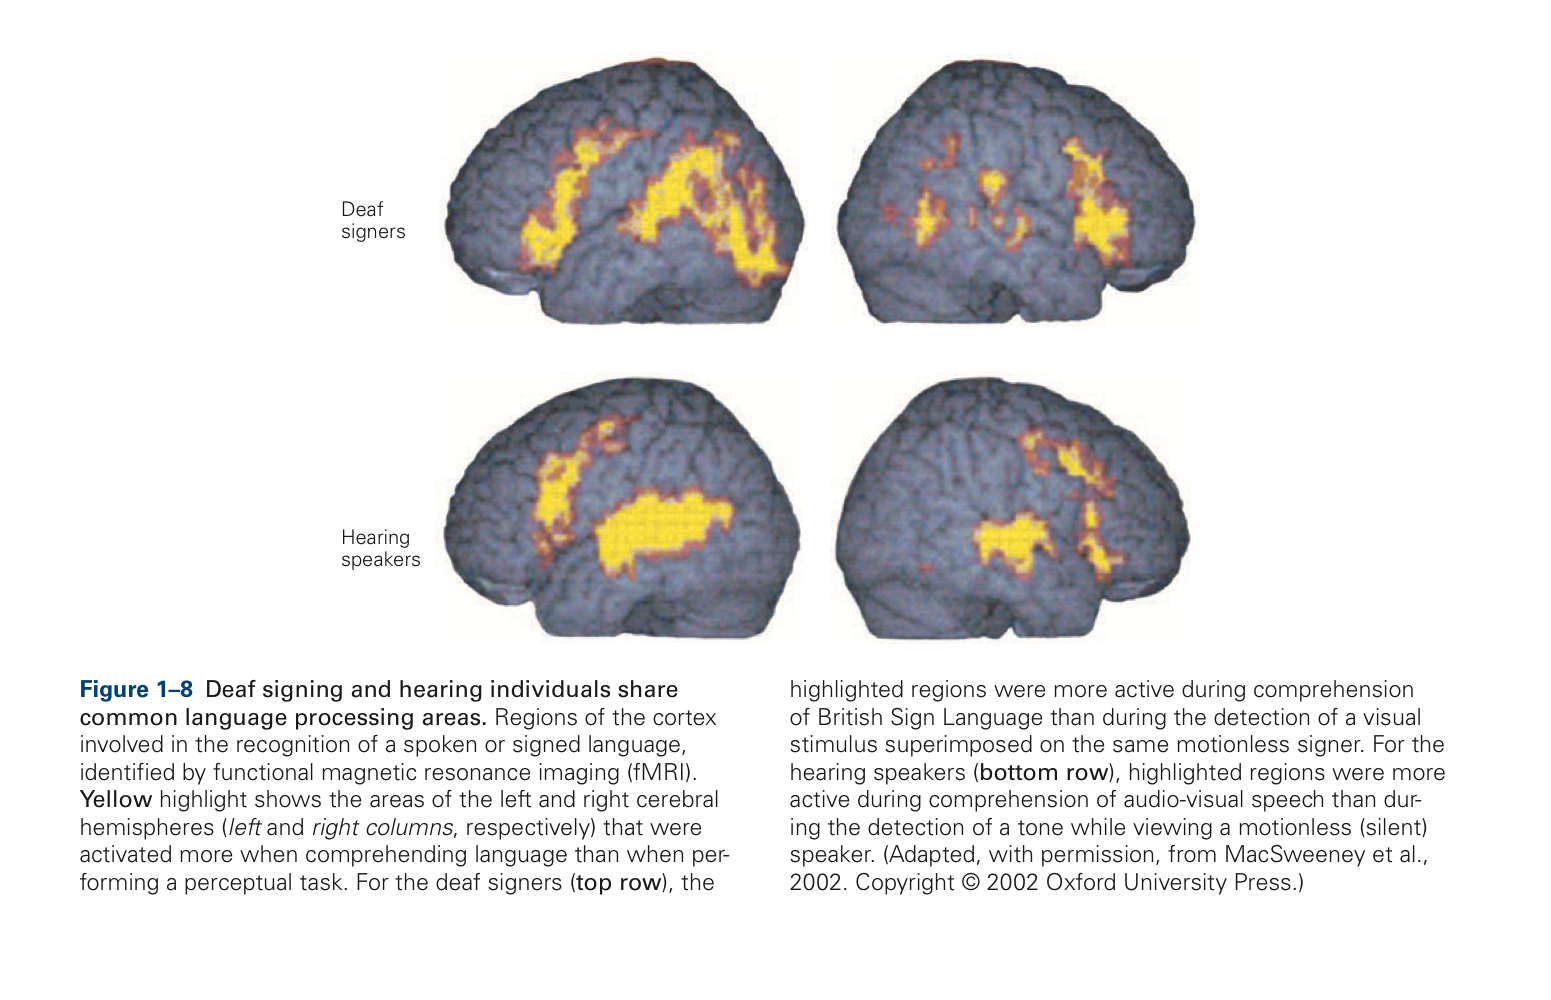 Deaf
signers
Hearing
speakers
Figure 1–8 Deaf signing and hearing individuals share
common language processing areas. Regions of the cortex
involved in the recognition of a spoken or signed language,
identified by functional magnetic resonance imaging (fMRI).
Yellow highlight shows the areas of the left and right cerebral
hemispheres (left and right columns, respectively) that were
activated more when comprehending language than when per-
forming a perceptual task. For the deaf signers (top row), the
highlighted regions were more active during comprehension
of British Sign Language than during the detection of a visual
stimulus superimposed on the same motionless signer. For the
hearing speakers (bottom row), highlighted regions were more
active during comprehension of audio-visual speech than dur-
ing the detection of a tone while viewing a motionless (silent)
speaker. (Adapted, with permission, from MacSweeney et al.,
2002. Copyright © 2002 Oxford University Press.)